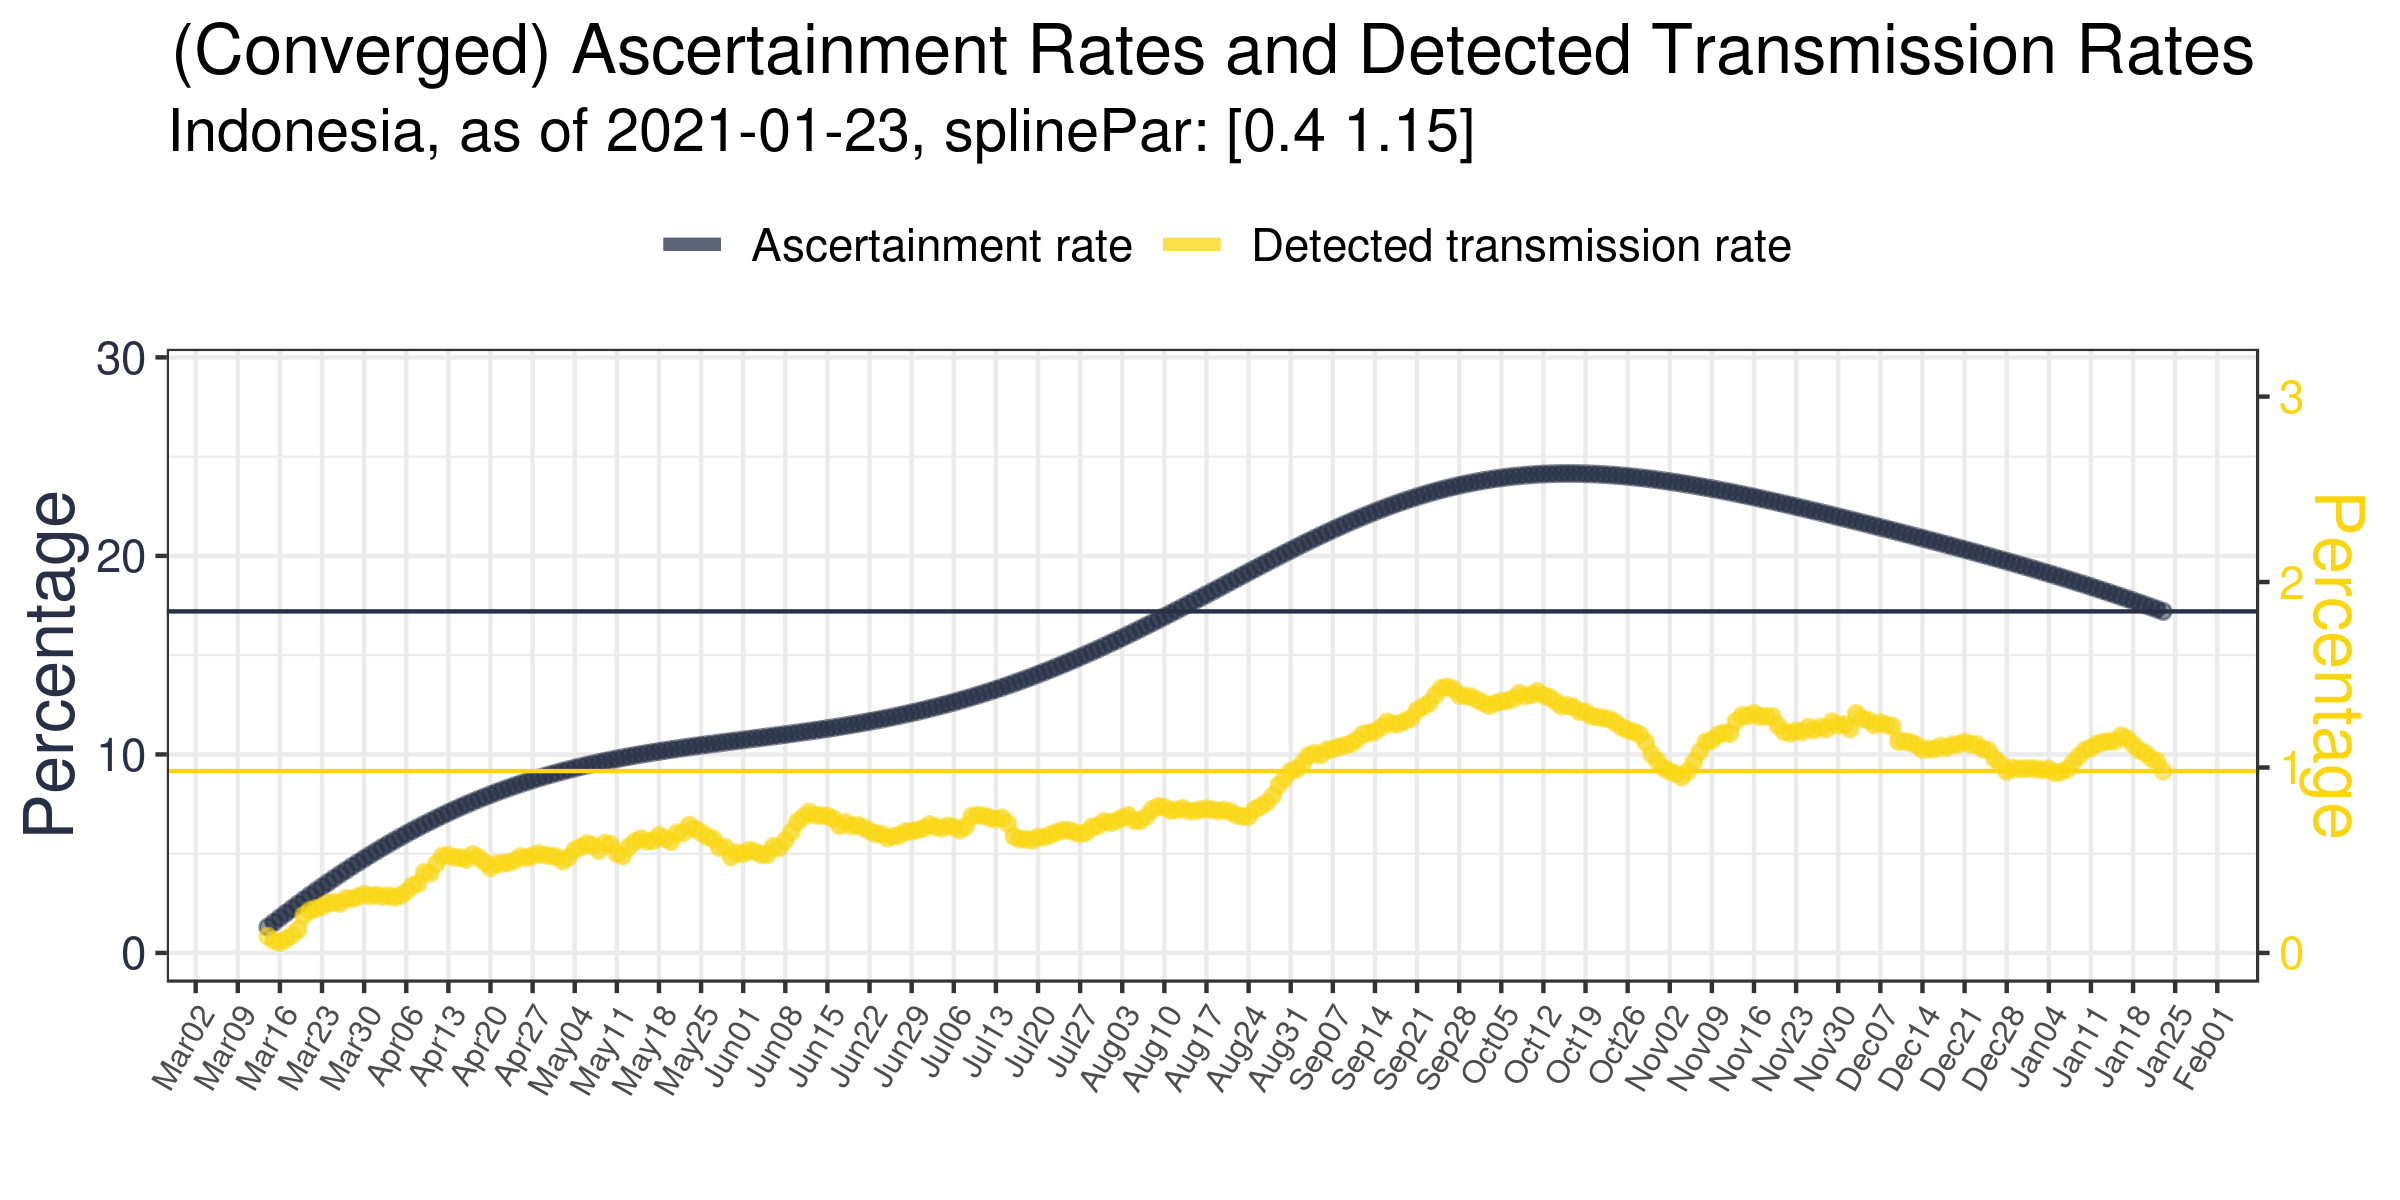 (Converged) Ascertainment Rates and Detected Transmission Rates
Indonesia, as of 2021-01-23, splinePar: [0.4 1.15]
Ascertainment rate Detected transmission rate
Percentage
30
20
10
0
3
2
1
0
Percentage
Mar02 Mar09 Mar16 Mar23 Mar30 Apr06 Apr13 Apr20 Apr27 May04 May11 May18 May25 Jun01 Jun08 Jun15 Jun22 Jun29 Jul06 Jul13 Jul20 Jul27 Aug03 Aug10 Aug17 Aug24 Aug31 Sep07 Sep14 Sep21 Sep28 Oct05 Oct12 Oct19 Oct26 Nov02 Nov09 Nov16 Nov23 Nov30 Dec07 Dec14 Dec21 Dec28 Jan04 Jan11 Jan18 Jan25 Feb01